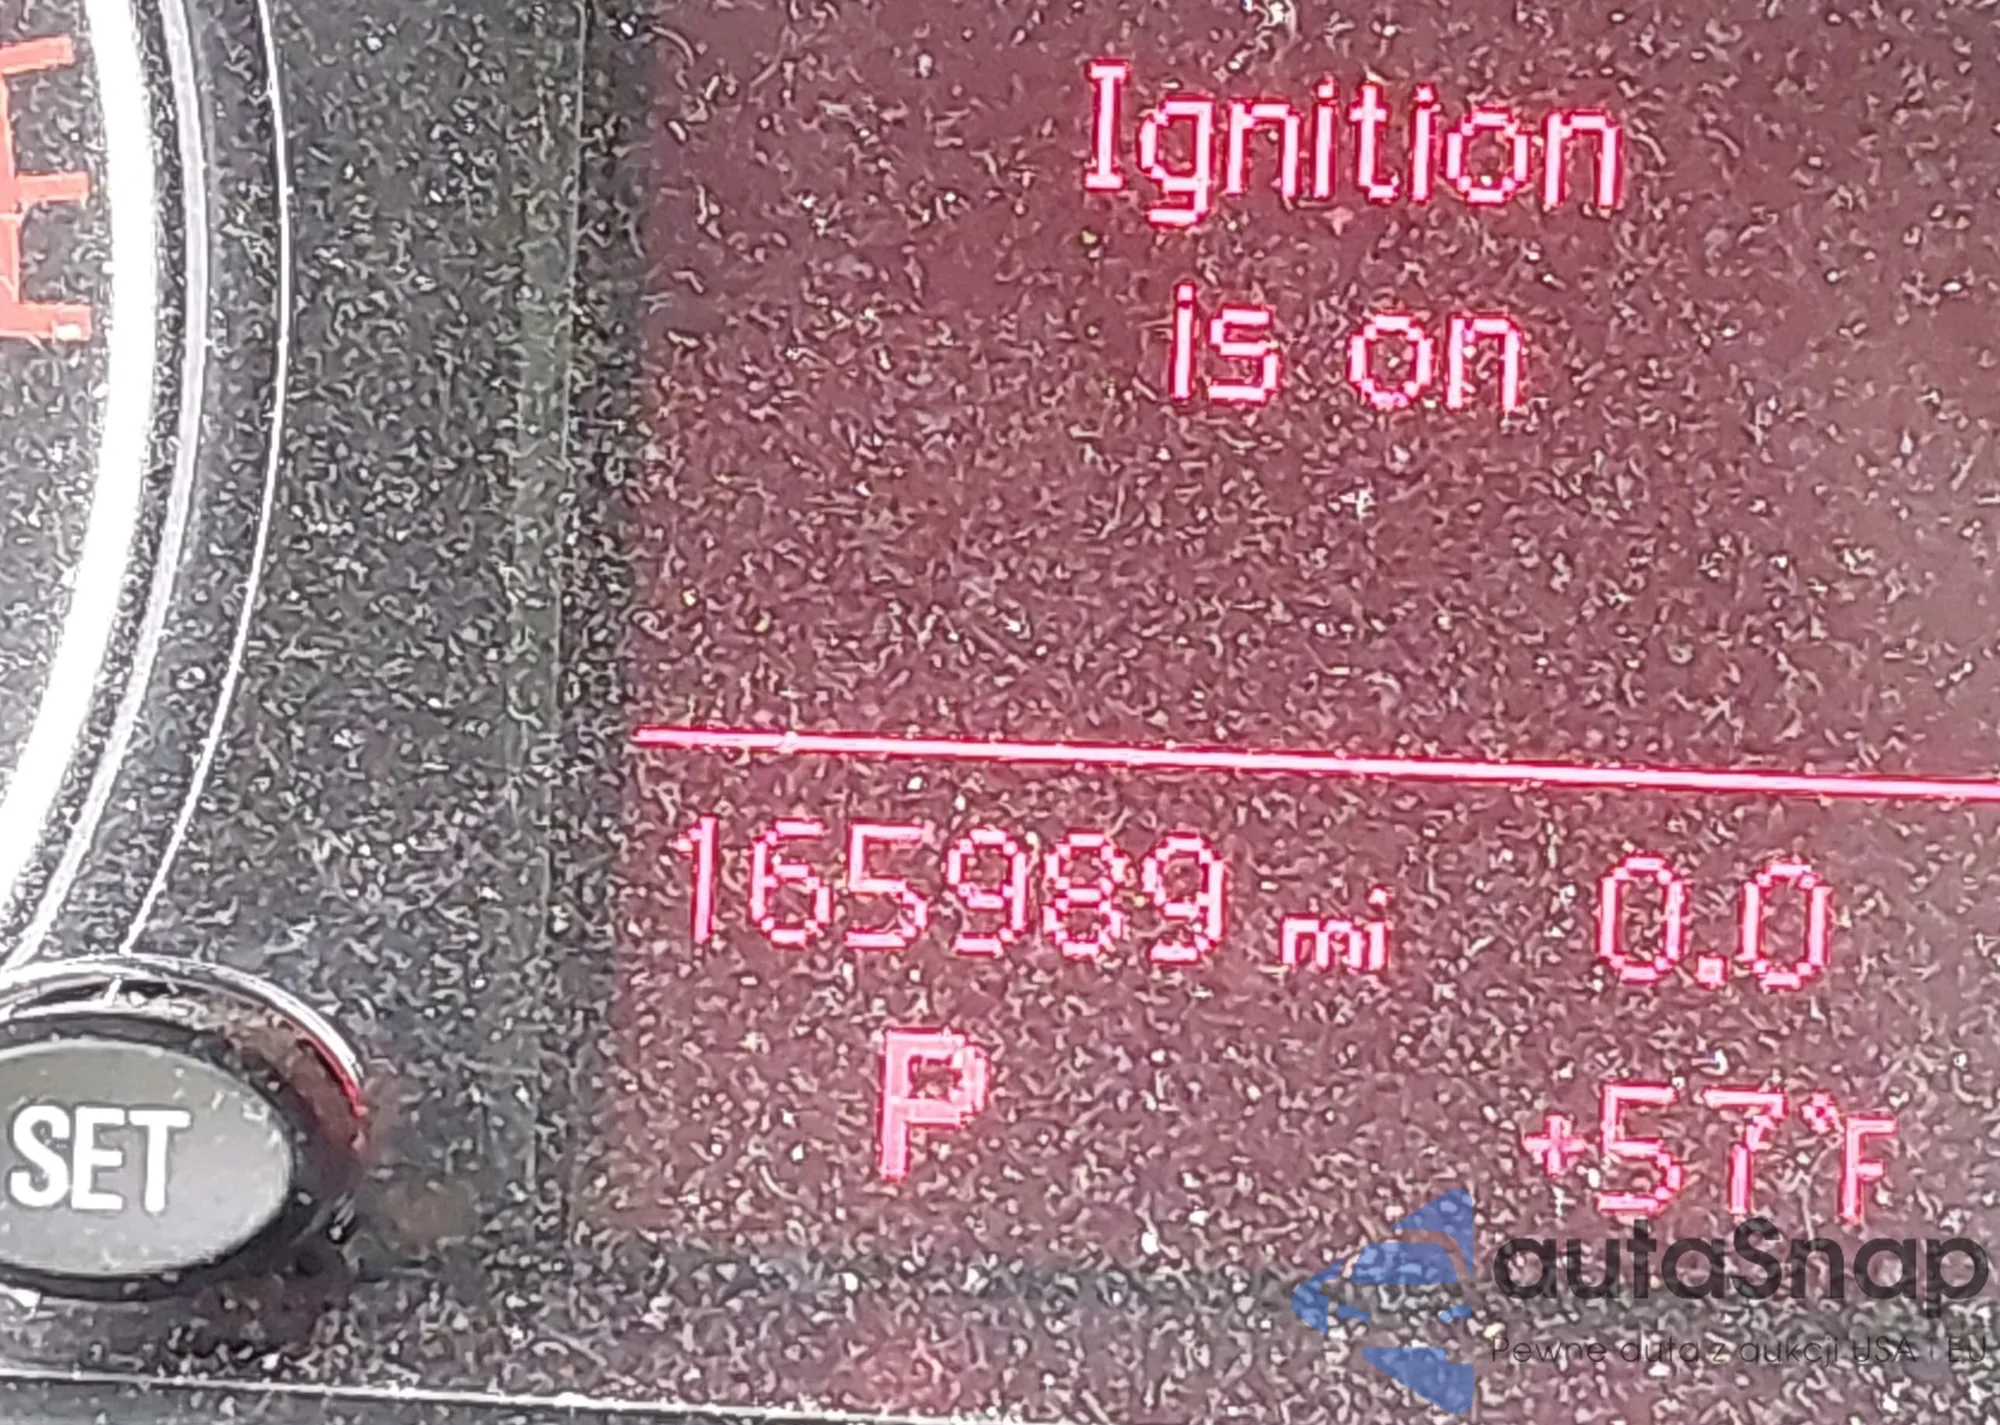 Ignition
is on
165989 mi 0.0
P +57°F
SET
autaSnap
Pewne auta z aukcji USA i EU